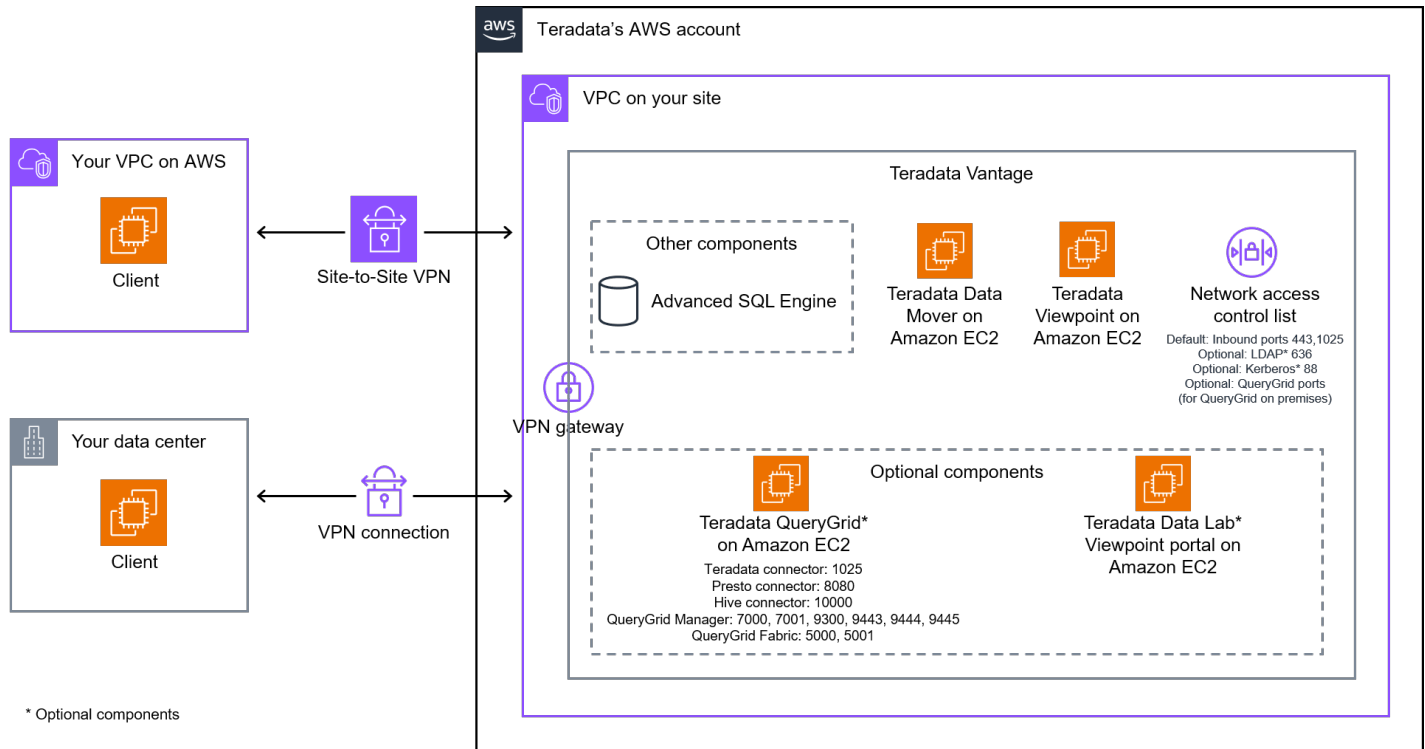 aws
Teradata's AWS account
VPC on your site
Your VPC on AWS
Client
Site-to-Site VPN
Teradata Vantage
Other components
Advanced SQL Engine
Teradata Data
Mover on
Amazon EC2
Teradata
Viewpoint on
Amazon EC2
Network access
control list
Default: Inbound ports 443,1025
Optional: LDAP* 636
Optional: Kerberos* 88
Optional: QueryGrid ports
(for QueryGrid on premises)
VPN gateway
Your data center
Client
VPN connection
Optional components
Teradata QueryGrid*
on Amazon EC2
Teradata connector: 1025
Presto connector: 8080
Hive connector: 10000
QueryGrid Manager: 7000, 7001, 9300, 9443, 9444, 9445
QueryGrid Fabric: 5000, 5001
Teradata Data Lab*
Viewpoint portal on
Amazon EC2
* Optional components